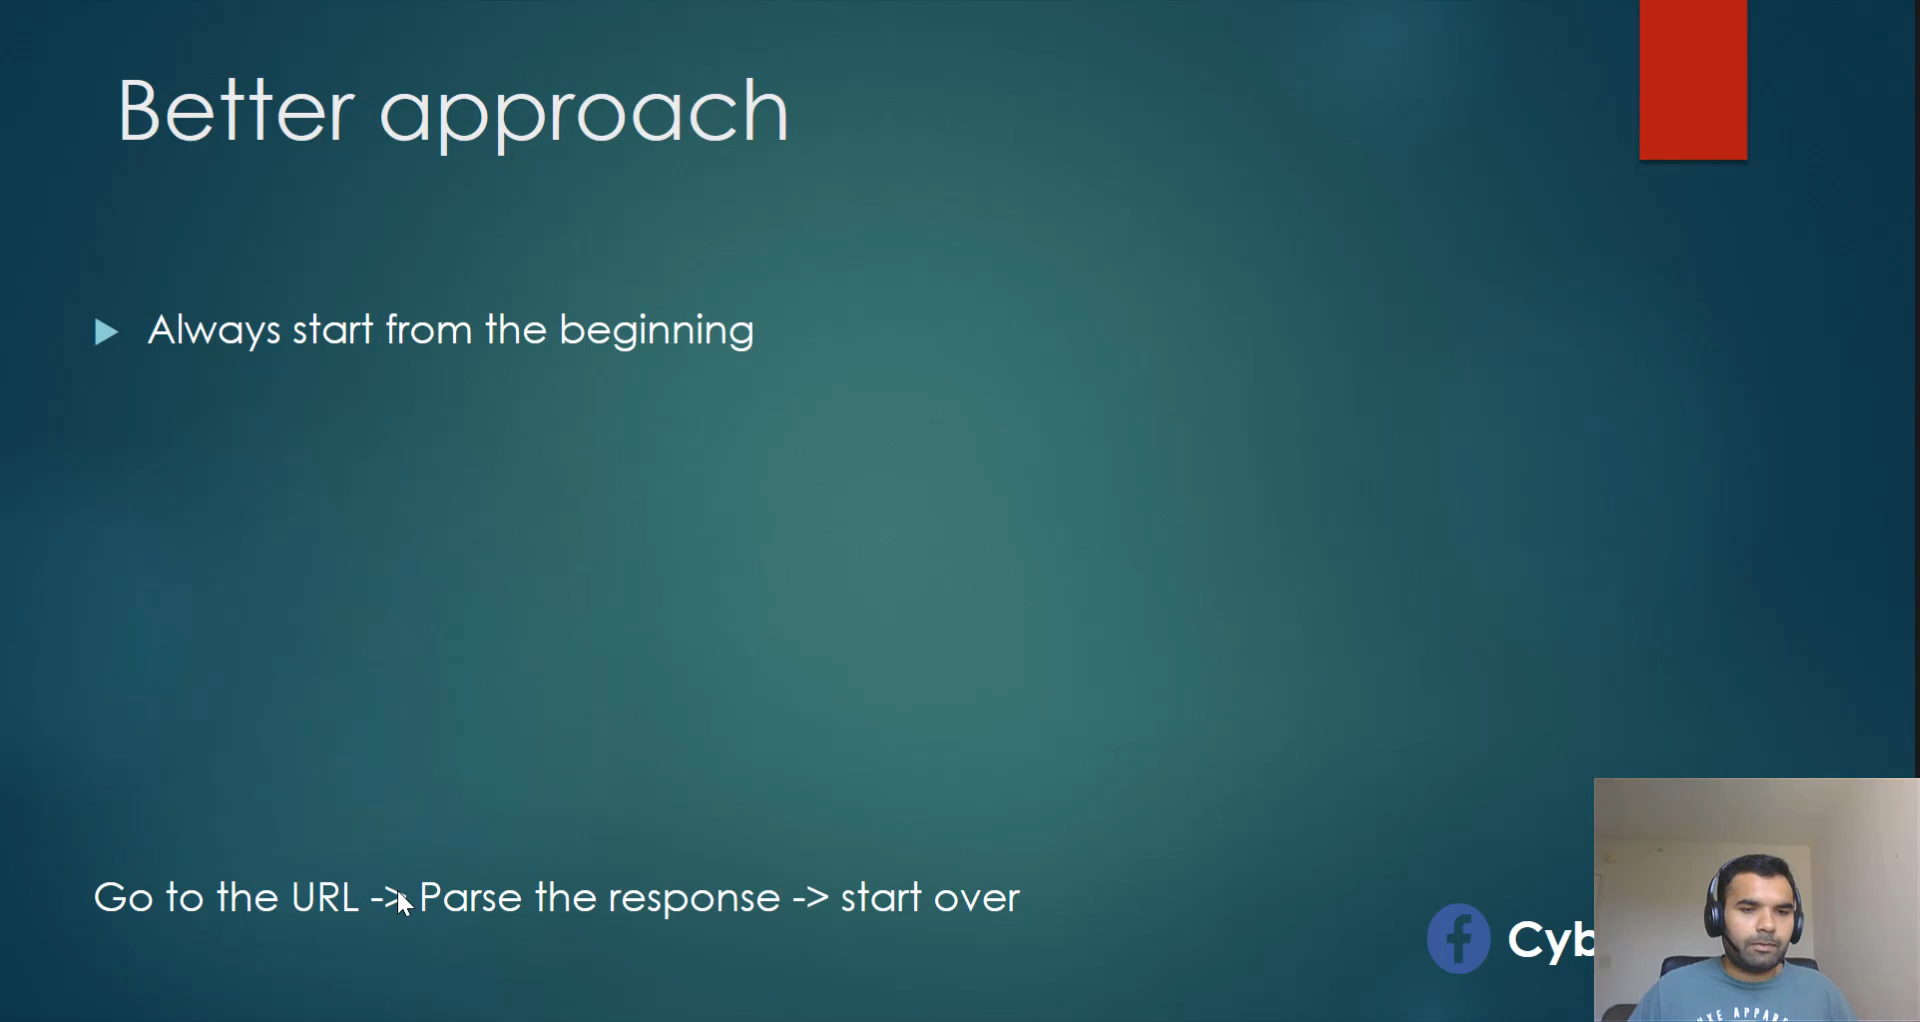 Better approach
Always start from the beginning
Go to the URL -> Parse the response -> start over
f Cyb